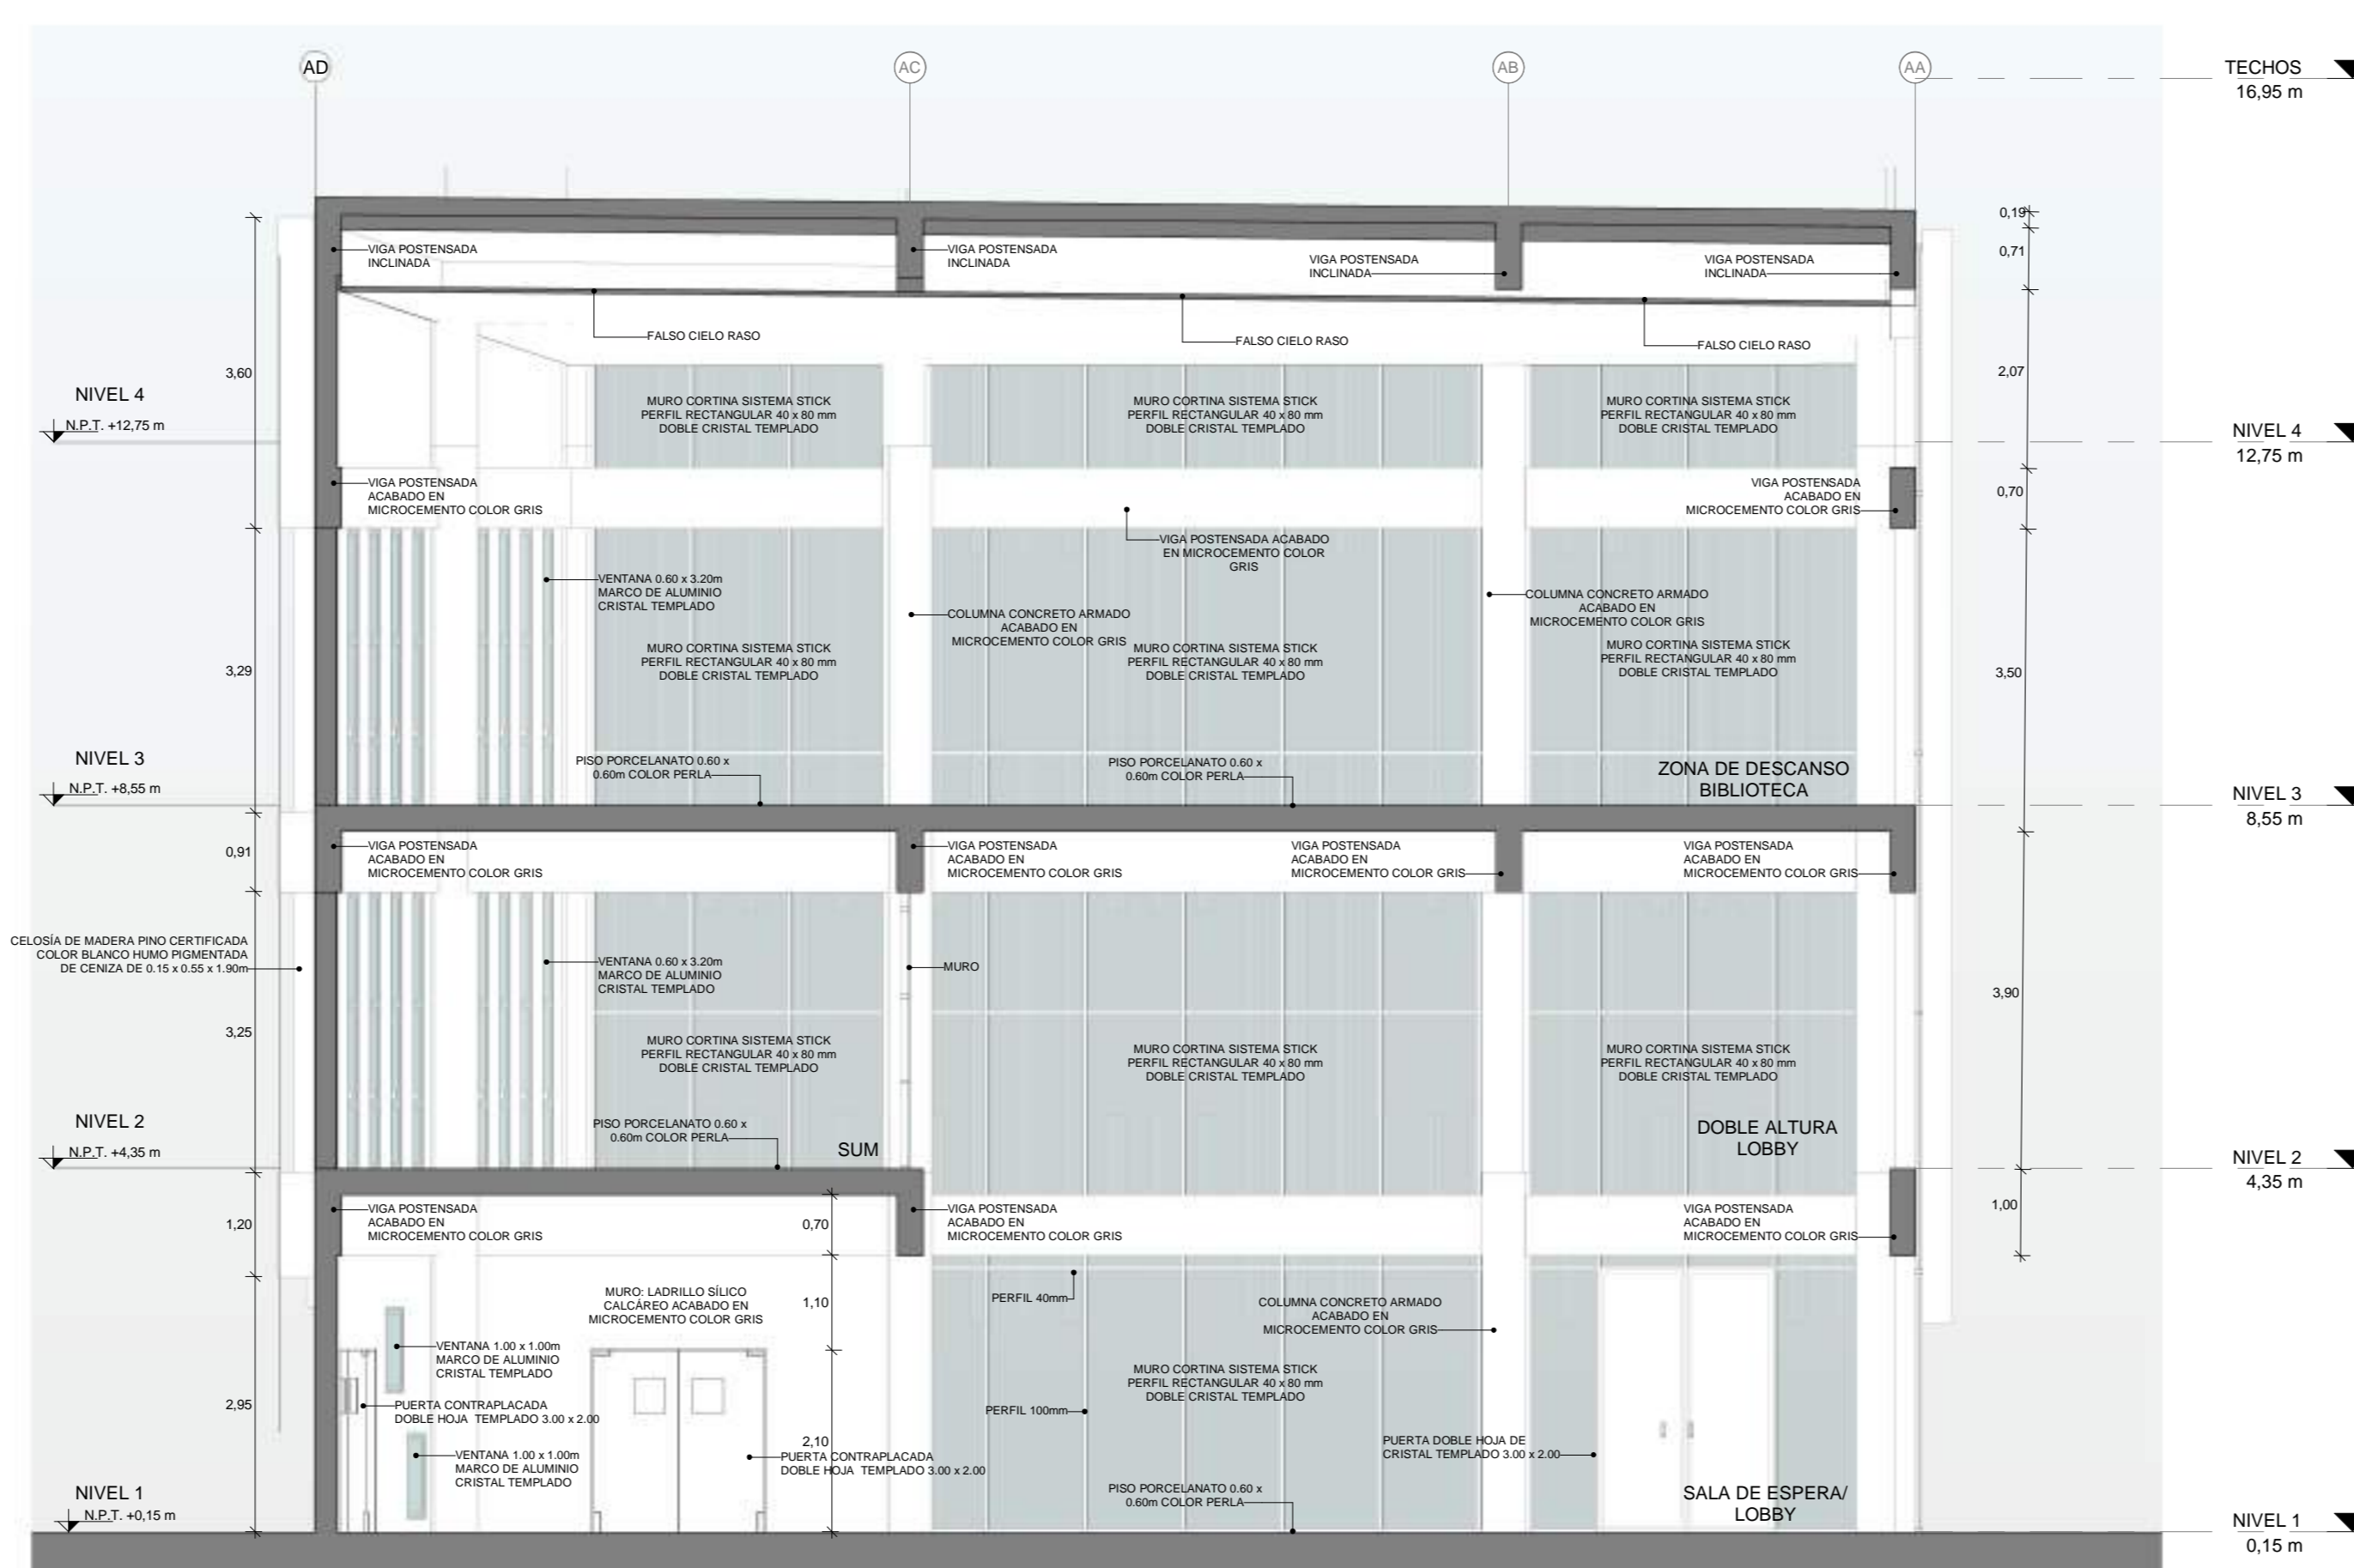 AD
AC
AB
AA
TECHOS
16,95 m
0,19
VIGA POSTENSADA
INCLINADA
VIGA POSTENSADA
INCLINADA
VIGA POSTENSADA
INCLINADA
VIGA POSTENSADA
INCLINADA
0,71
FALSO CIELO RASO
FALSO CIELO RASO
FALSO CIELO RASO
3,60
2,07
NIVEL 4
N.P.T. +12,75 m
MURO CORTINA SISTEMA STICK
PERFIL RECTANGULAR 40 x 80 mm
DOBLE CRISTAL TEMPLADO
MURO CORTINA SISTEMA STICK
PERFIL RECTANGULAR 40 x 80 mm
DOBLE CRISTAL TEMPLADO
MURO CORTINA SISTEMA STICK
PERFIL RECTANGULAR 40 x 80 mm
DOBLE CRISTAL TEMPLADO
NIVEL 4
12,75 m
VIGA POSTENSADA
ACABADO EN
MICROCEMENTO COLOR GRIS
VIGA POSTENSADA
ACABADO EN
MICROCEMENTO COLOR GRIS
0,70
VIGA POSTENSADA ACABADO
EN MICROCEMENTO COLOR
GRIS
VENTANA 0.60 x 3.20m
MARCO DE ALUMINIO
CRISTAL TEMPLADO
COLUMNA CONCRETO ARMADO
ACABADO EN
MICROCEMENTO COLOR GRIS
COLUMNA CONCRETO ARMADO
ACABADO EN
MICROCEMENTO COLOR GRIS
3,29
MURO CORTINA SISTEMA STICK
PERFIL RECTANGULAR 40 x 80 mm
DOBLE CRISTAL TEMPLADO
MURO CORTINA SISTEMA STICK
PERFIL RECTANGULAR 40 x 80 mm
DOBLE CRISTAL TEMPLADO
MURO CORTINA SISTEMA STICK
PERFIL RECTANGULAR 40 x 80 mm
DOBLE CRISTAL TEMPLADO
3,50
NIVEL 3
N.P.T. +8,55 m
PISO PORCELANATO 0.60 x
0.60m COLOR PERLA
PISO PORCELANATO 0.60 x
0.60m COLOR PERLA
ZONA DE DESCANSO
BIBLIOTECA
NIVEL 3
8,55 m
0,91
VIGA POSTENSADA
ACABADO EN
MICROCEMENTO COLOR GRIS
VIGA POSTENSADA
ACABADO EN
MICROCEMENTO COLOR GRIS
VIGA POSTENSADA
ACABADO EN
MICROCEMENTO COLOR GRIS
VIGA POSTENSADA
ACABADO EN
MICROCEMENTO COLOR GRIS
CELOSÍA DE MADERA PINO CERTIFICADA
COLOR BLANCO HUMO PIGMENTADA
DE CENIZA DE 0.15 x 0.55 x 1.90m
VENTANA 0.60 x 3.20m
MARCO DE ALUMINIO
CRISTAL TEMPLADO
MURO
3,90
3,25
MURO CORTINA SISTEMA STICK
PERFIL RECTANGULAR 40 x 80 mm
DOBLE CRISTAL TEMPLADO
MURO CORTINA SISTEMA STICK
PERFIL RECTANGULAR 40 x 80 mm
DOBLE CRISTAL TEMPLADO
MURO CORTINA SISTEMA STICK
PERFIL RECTANGULAR 40 x 80 mm
DOBLE CRISTAL TEMPLADO
NIVEL 2
N.P.T. +4,35 m
PISO PORCELANATO 0.60 x
0.60m COLOR PERLA
SUM
DOBLE ALTURA
LOBBY
NIVEL 2
4,35 m
1,20
VIGA POSTENSADA
ACABADO EN
MICROCEMENTO COLOR GRIS
0,70
VIGA POSTENSADA
ACABADO EN
MICROCEMENTO COLOR GRIS
VIGA POSTENSADA
ACABADO EN
MICROCEMENTO COLOR GRIS
1,00
MURO: LADRILLO SÍLICO
CALCÁREO ACABADO EN
MICROCEMENTO COLOR GRIS
1,10
PERFIL 40mm
COLUMNA CONCRETO ARMADO
ACABADO EN
MICROCEMENTO COLOR GRIS
VENTANA 1.00 x 1.00m
MARCO DE ALUMINIO
CRISTAL TEMPLADO
MURO CORTINA SISTEMA STICK
PERFIL RECTANGULAR 40 x 80 mm
DOBLE CRISTAL TEMPLADO
2,95
PUERTA CONTRAPLACADA
DOBLE HOJA TEMPLADO 3.00 x 2.00
PERFIL 100mm
2,10
VENTANA 1.00 x 1.00m
MARCO DE ALUMINIO
CRISTAL TEMPLADO
PUERTA CONTRAPLACADA
DOBLE HOJA TEMPLADO 3.00 x 2.00
PUERTA DOBLE HOJA DE
CRISTAL TEMPLADO 3.00 x 2.00
NIVEL 1
N.P.T. +0,15 m
PISO PORCELANATO 0.60 x
0.60m COLOR PERLA
SALA DE ESPERA/
LOBBY
NIVEL 1
0,15 m